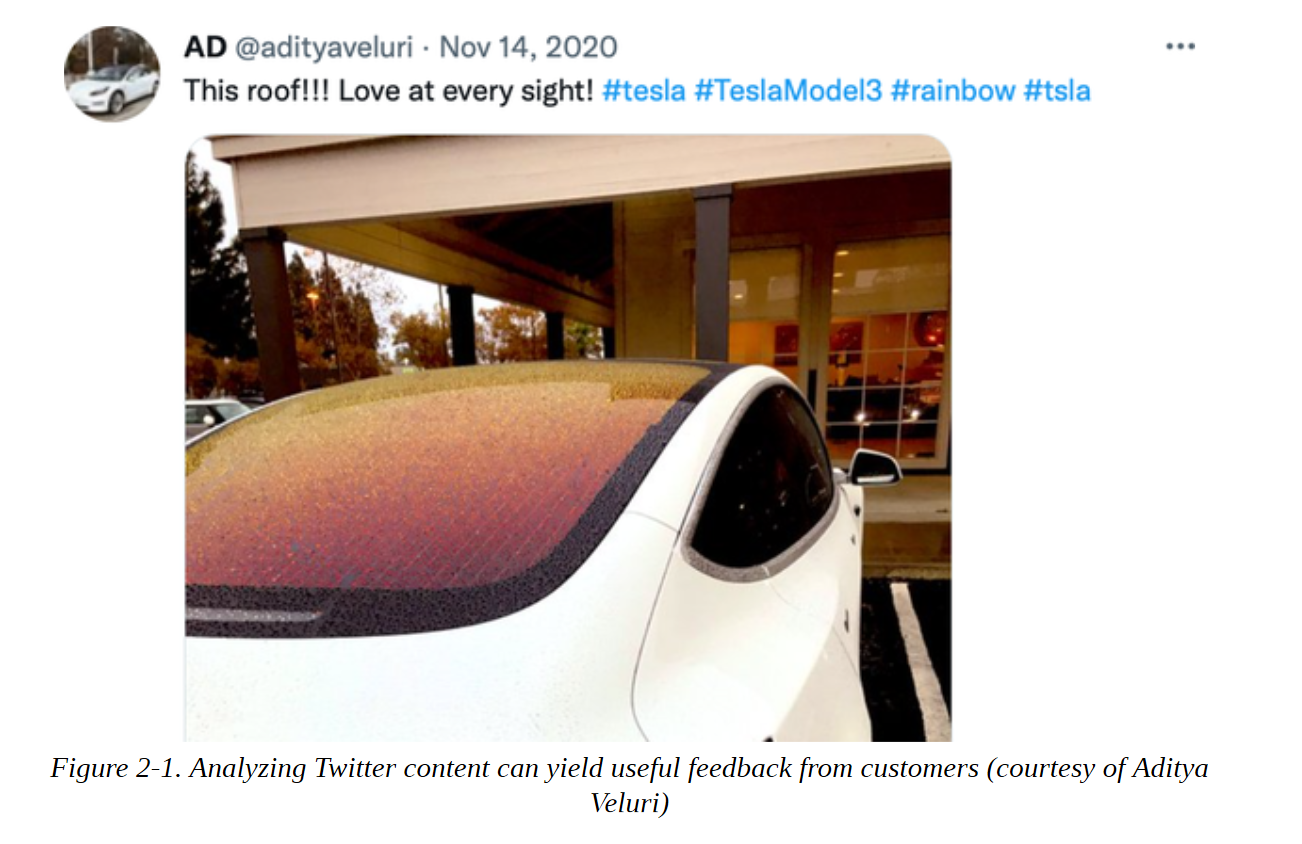 AD @adityaveluri · Nov 14, 2020
This roof!!! Love at every sight! #tesla #TeslaModel3 #rainbow #tsla
Figure 2-1. Analyzing Twitter content can yield useful feedback from customers (courtesy of Aditya
Veluri)